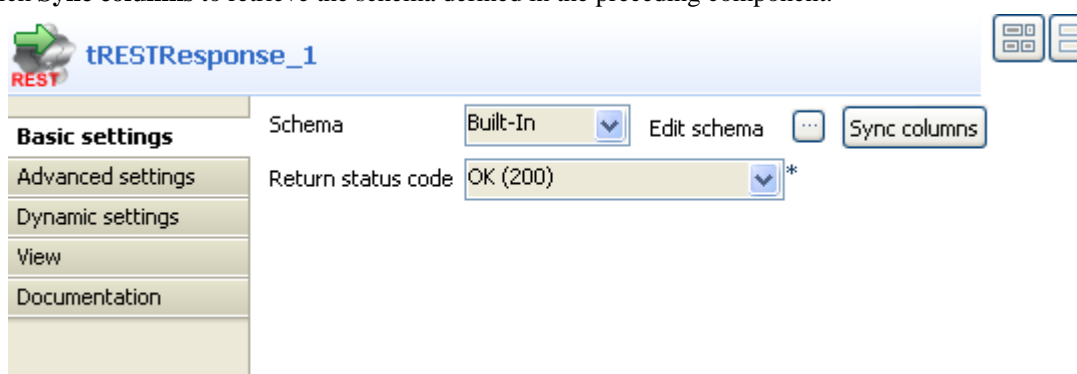 Sync columns to retrieve the schema defined in the preceding component.
tRESTResponse_1
REST
Basic settings
Schema Built-In Edit schema ... Sync columns
Advanced settings
Return status code OK (200) *
Dynamic settings
View
Documentation